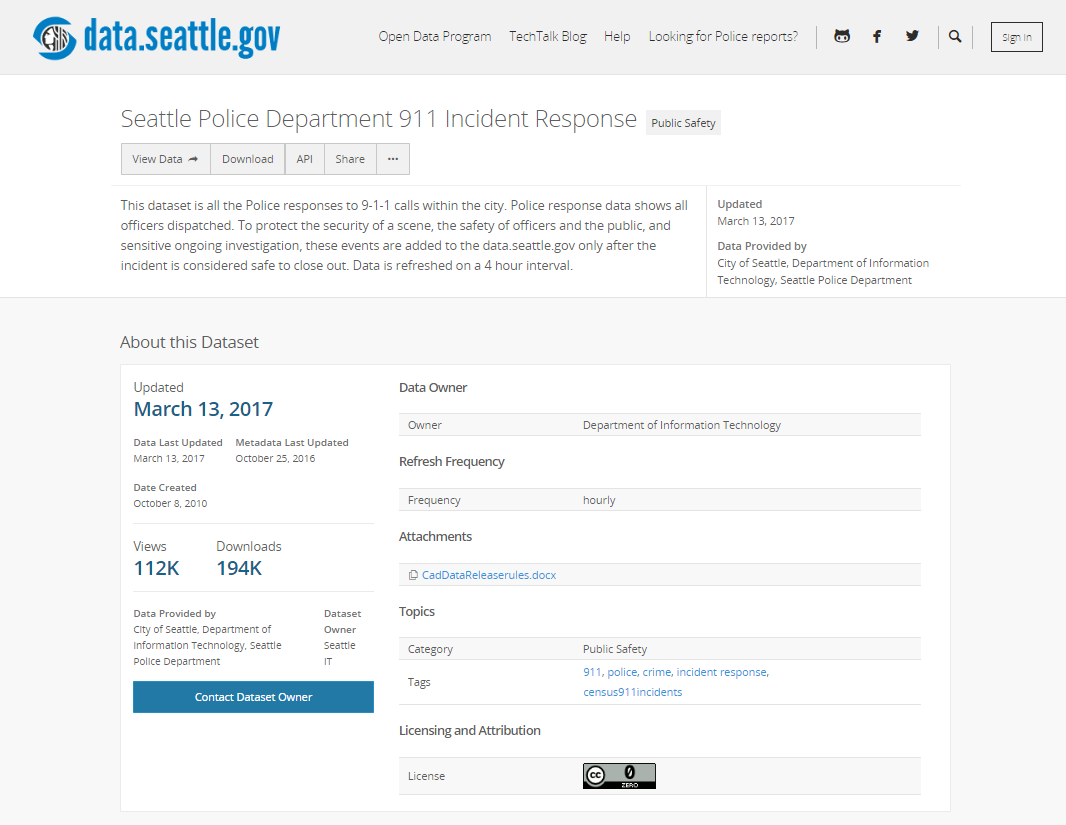 data.seattle.gov
Open Data Program TechTalk Blog Help Looking for Police reports? Sign In
Seattle Police Department 911 Incident Response Public Safety
View Data Download API Share ...
This dataset is all the Police responses to 9-1-1 calls within the city. Police response data shows all
officers dispatched. To protect the security of a scene, the safety of officers and the public, and
sensitive ongoing investigation, these events are added to the data.seattle.gov only after the
incident is considered safe to close out. Data is refreshed on a 4 hour interval.
Updated
March 13, 2017
Data Provided by
City of Seattle, Department of Information
Technology, Seattle Police Department
About this Dataset
Updated
March 13, 2017
Data Last Updated Metadata Last Updated
March 13, 2017 October 25, 2016
Date Created
October 8, 2010
Views Downloads
112K 194K
Data Provided by
City of Seattle, Department of
Information Technology, Seattle
Police Department
Dataset
Owner
Seattle
IT
Contact Dataset Owner
Data Owner
Owner Department of Information Technology
Refresh Frequency
Frequency hourly
Attachments
CadDataReleaserules.docx
Topics
Category Public Safety
Tags 911, police, crime, incident response,
census911incidents
Licensing and Attribution
License cc 0 ZERO